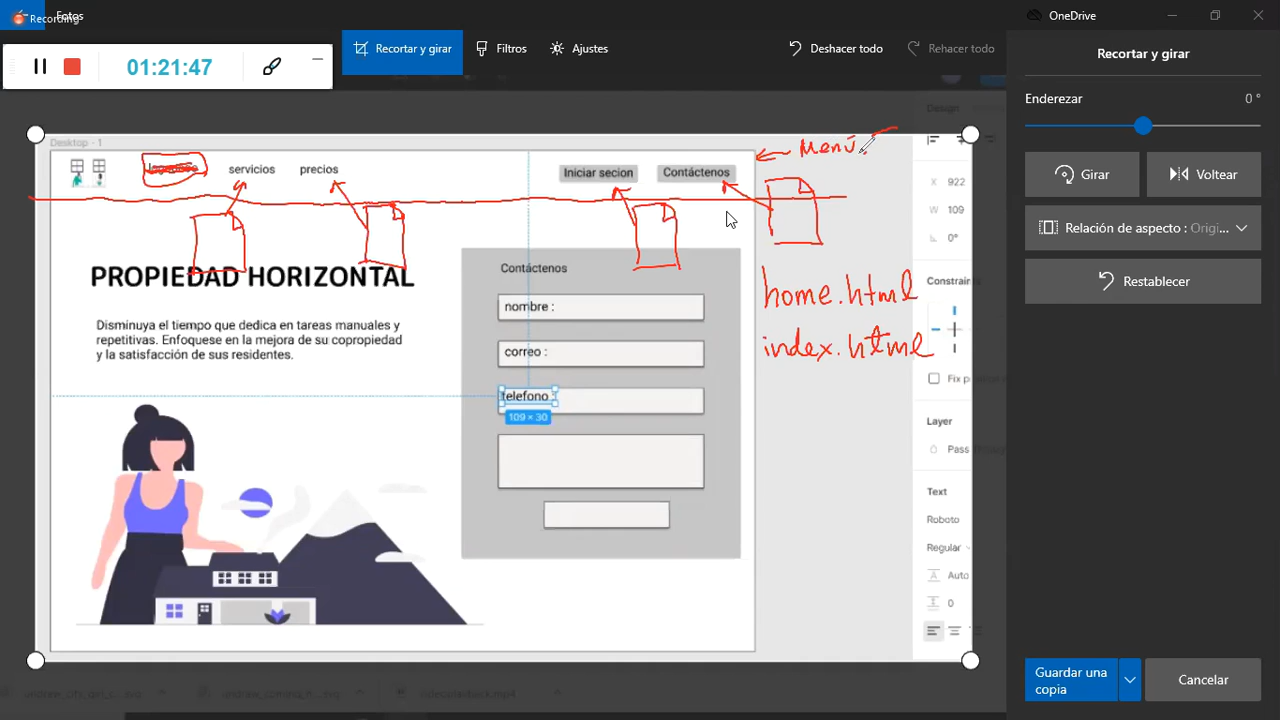 Recording
Fotos
OneDrive
01:21:47
Recortar y girar
Filtros
Ajustes
Deshacer todo
Rehacer todo
Recortar y girar
Enderezar
0 °
Girar
Voltear
Relación de aspecto : Origi...
Restablecer
Guardar una copia
Cancelar
Desktop - 1
servicios
precios
Iniciar secion
Contáctenos
Menú
home.html
index.html
PROPIEDAD HORIZONTAL
Disminuya el tiempo que dedica en tareas manuales y
repetitivas. Enfoquese en la mejora de su copropiedad
y la satisfacción de sus residentes.
Contáctenos
nombre :
correo :
telefono :
109 × 30
Design
X 922
W 109
0°
Constrain
Fix p
Layer
Pass
Text
Roboto
Regular
Auto
0